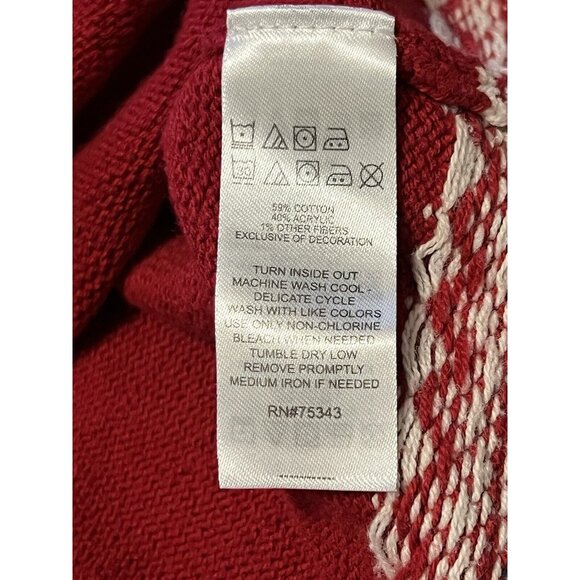 30
59% COTTON
40% ACRYLIC
1% OTHER FIBERS
EXCLUSIVE OF DECORATION
TURN INSIDE OUT
MACHINE WASH COOL -
DELICATE CYCLE
WASH WITH LIKE COLORS
USE ONLY NON-CHLORINE
BLEACH WHEN NEEDED
TUMBLE DRY LOW
REMOVE PROMPTLY
MEDIUM IRON IF NEEDED
RN#75343